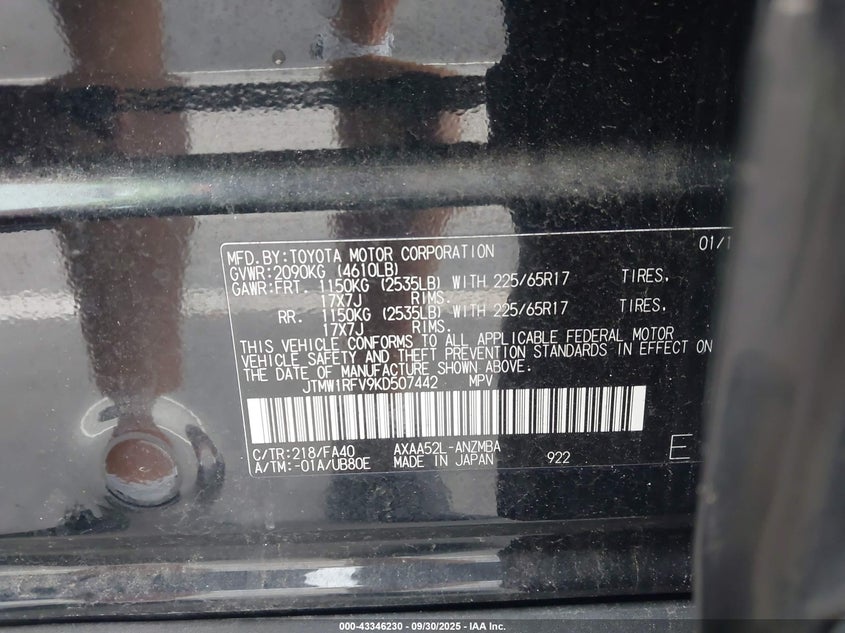 MFD.BY:TOYOTA MOTOR CORPORATION 01/1
GVWR:2090KG (4610LB)
GAWR:FRT. 1150KG (2535LB) WITH 225/65R17 TIRES,
17X7J RIMS.
RR. 1150KG (2535LB) WITH 225/65R17 TIRES,
17X7J RIMS.
THIS VEHICLE CONFORMS TO ALL APPLICABLE FEDERAL MOTOR
VEHICLE SAFETY AND THEFT PREVENTION STANDARDS IN EFFECT ON
THE DATE OF MANUFACTURE SHOWN ABOVE.
JTMW1RFV9KD507442 MPV
C/TR:218/FA40 AXAA52L-ANZMBA
A/TM:-01A/UB80E MADE IN JAPAN 922 E
000-43346230 - 09/30/2025 - IAA Inc.